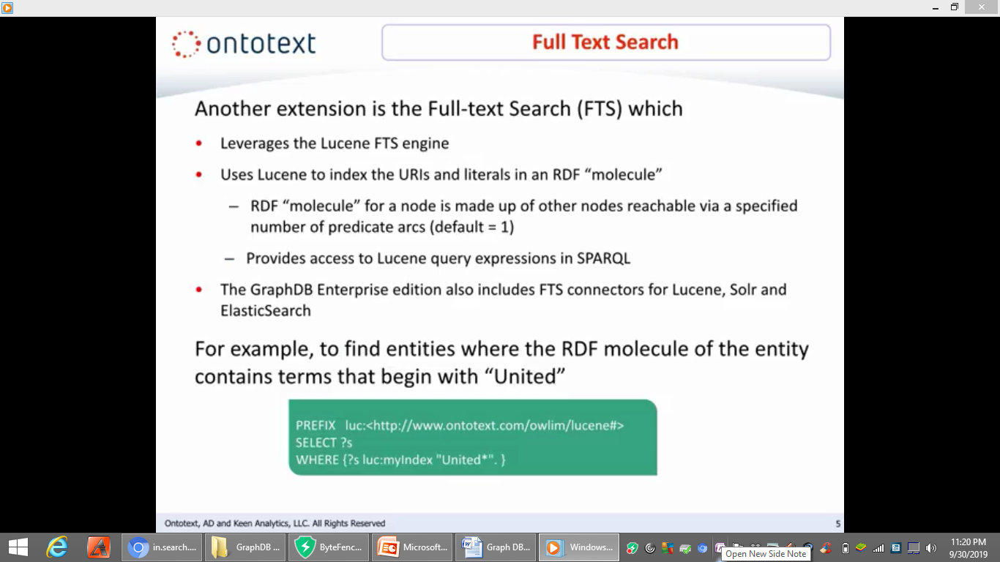 ontotext
Full Text Search
Another extension is the Full-text Search (FTS) which
• Leverages the Lucene FTS engine
• Uses Lucene to index the URIs and literals in an RDF “molecule”
– RDF “molecule” for a node is made up of other nodes reachable via a specified
number of predicate arcs (default = 1)
– Provides access to Lucene query expressions in SPARQL
• The GraphDB Enterprise edition also includes FTS connectors for Lucene, Solr and
ElasticSearch
For example, to find entities where the RDF molecule of the entity
contains terms that begin with “United”
PREFIX luc:<http://www.ontotext.com/owlim/lucene#>
SELECT ?s
WHERE {?s luc:myIndex "United*". }
Ontotext, AD and Keen Analytics, LLC. All Rights Reserved
5
in.search....
GraphDB ...
ByteFenc...
Microsoft...
Graph DB...
Windows...
Open New Side Note
11:20 PM
9/30/2019